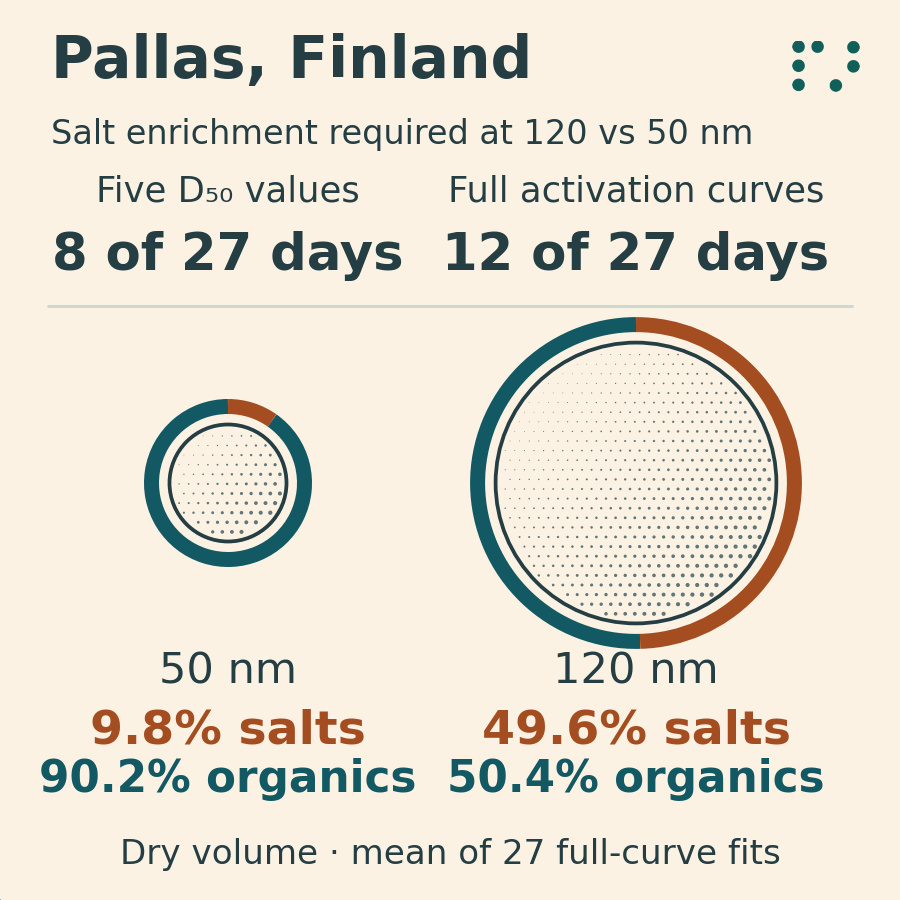 Pallas, Finland
Salt enrichment required at 120 vs 50 nm
Five D₅₀ values
8 of 27 days
Full activation curves
12 of 27 days
50 nm
9.8% salts
90.2% organics
120 nm
49.6% salts
50.4% organics
Dry volume · mean of 27 full-curve fits